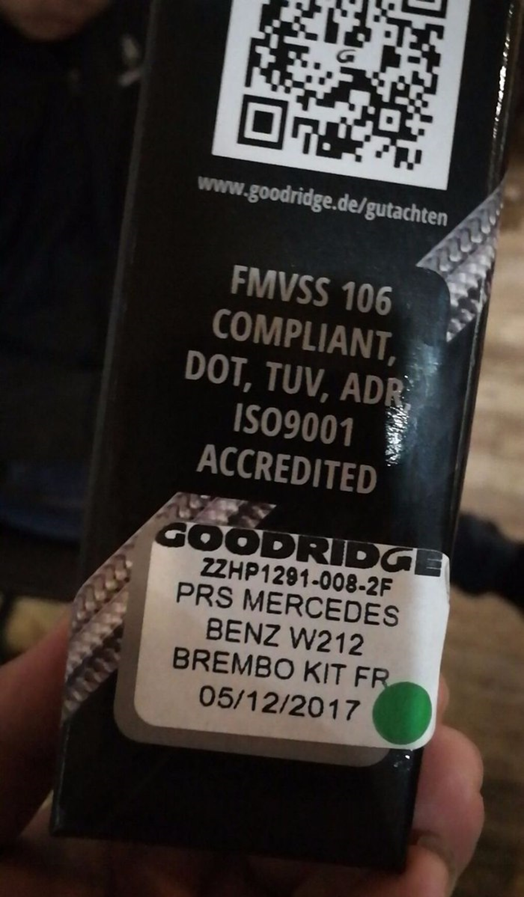 www.goodridge.de/gutachten
FMVSS 106
COMPLIANT,
DOT, TUV, ADR,
ISO9001
ACCREDITED
GOODRIDGE
ZZHP1291-008-2F
PRS MERCEDES
BENZ W212
BREMBO KIT FR
05/12/2017